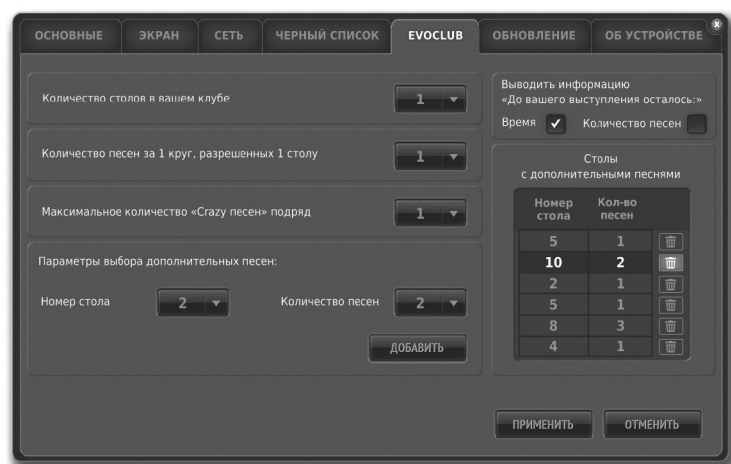 ОСНОВНЫЕ ЭКРАН СЕТЬ ЧЕРНЫЙ СПИСОК EVOCLUB ОБНОВЛЕНИЕ ОБ УСТРОЙСТВЕ
Количество столов в вашем клубе 1
Количество песен за 1 круг, разрешенных 1 столу 1
Максимальное количество «Crazy песен» подряд 1
Параметры выбора дополнительных песен:
Номер стола 2 Количество песен 2
ДОБАВИТЬ
Выводить информацию
«До вашего выступления осталось:»
Время Количество песен
Столы
с дополнительными песнями
Номер стола Кол-во песен
5 1
10 2
2 1
5 1
8 3
4 1
ПРИМЕНИТЬ ОТМЕНИТЬ